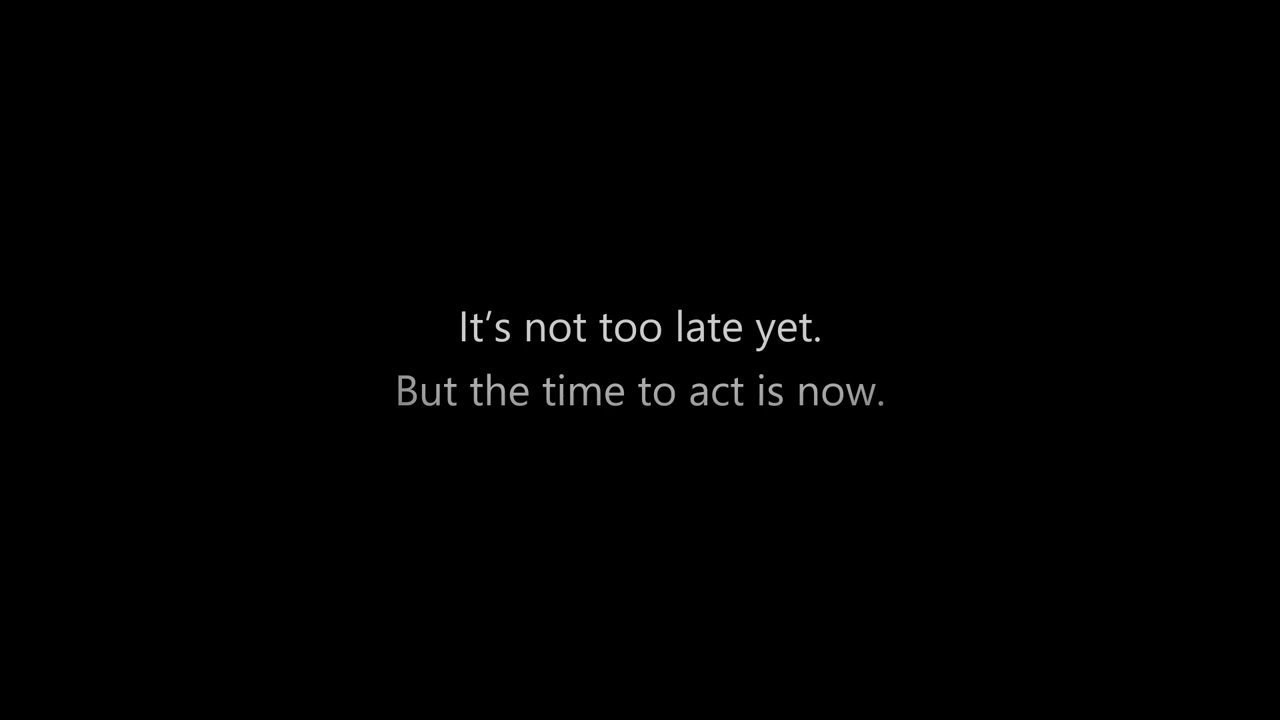 It’s not too late yet.
But the time to act is now.